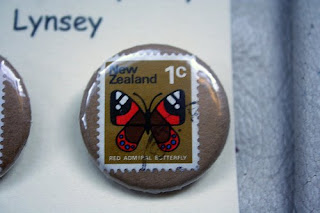 Lynsey
New 1c
Zealand
RED ADMIRAL BUTTERFLY